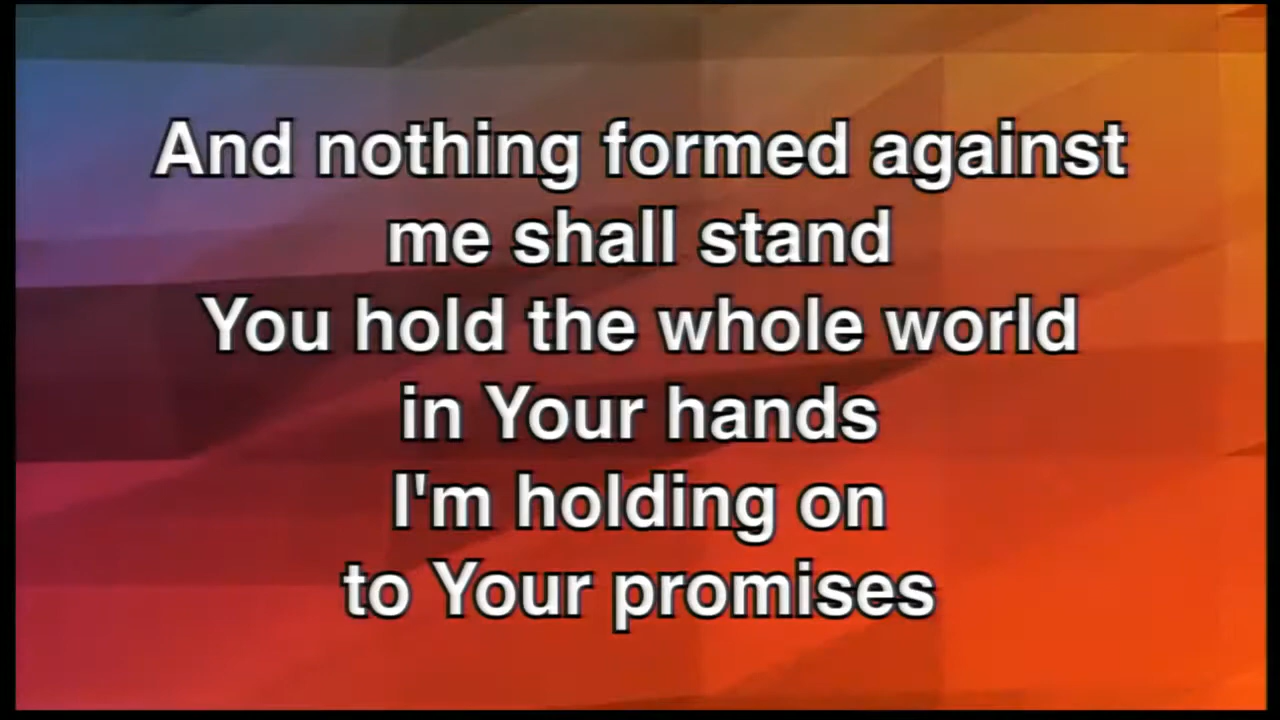 And nothing formed against
me shall stand
You hold the whole world
in Your hands
I'm holding on
to Your promises